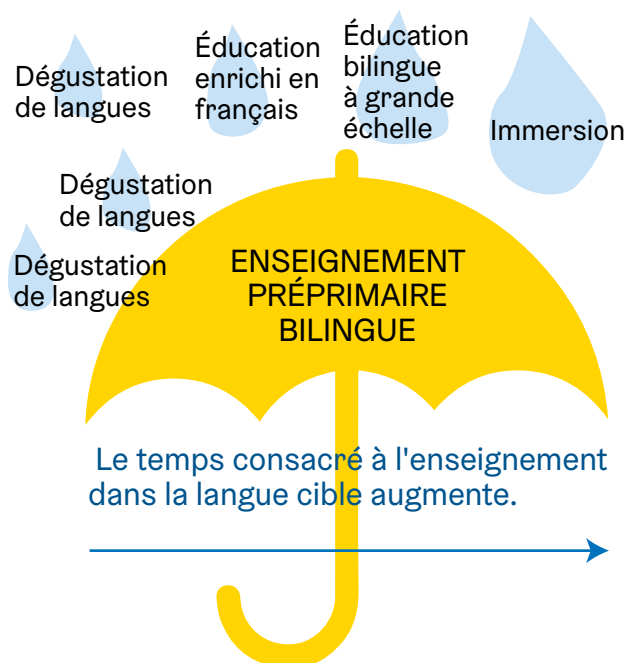 Dégustation
de langues
Éducation
enrichi en
français
Éducation
bilingue
à grande
échelle
Immersion
Dégustation
de langues
Dégustation
de langues
ENSEIGNEMENT
PRÉPRIMAIRE
BILINGUE
Le temps consacré à l'enseignement
dans la langue cible augmente.